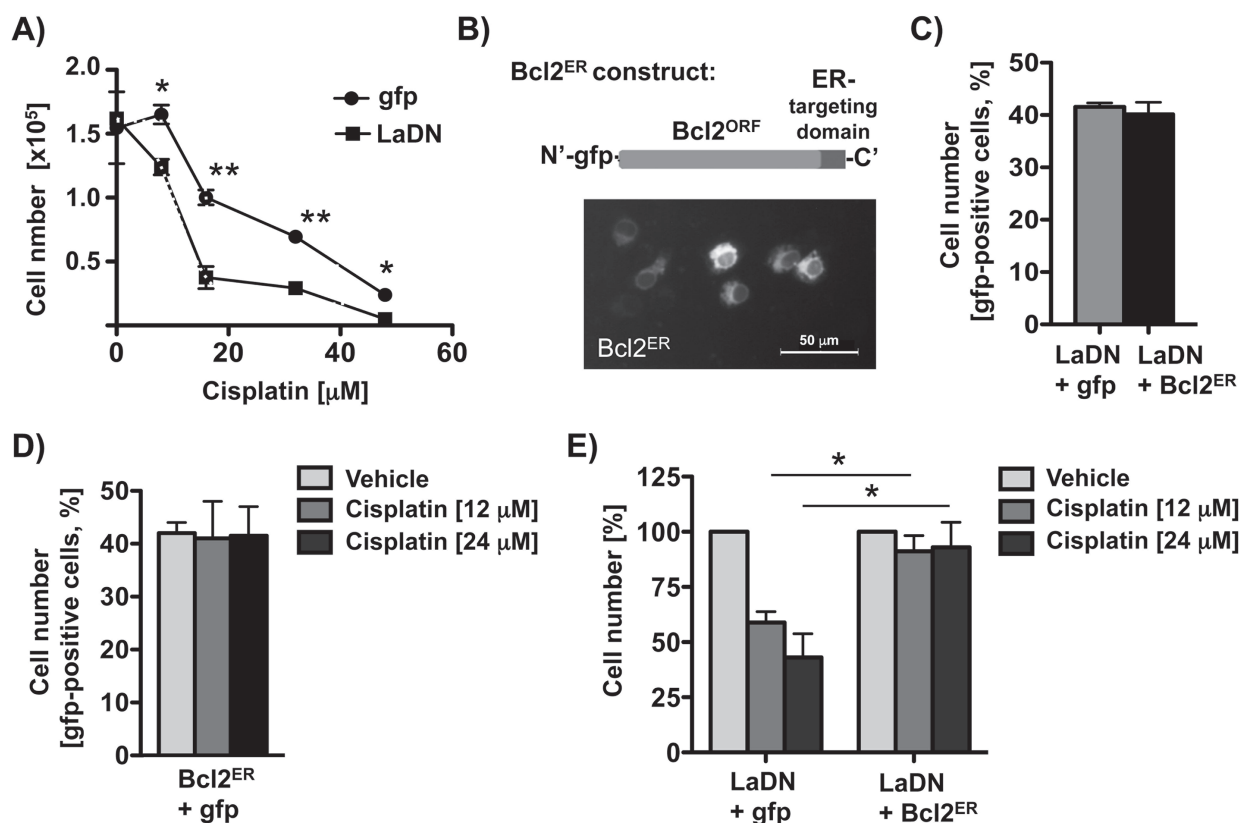 A)
2.0
1.5
1.0
0.5
0 20 40 60
Cell nmber [x10⁵]
Cisplatin [μM]
gfp
LaDN
*
**
**
*
B)
Bcl2ᴱᴿ construct:
ER-
targeting
domain
Bcl2ᴼᴿᶠ
N’-gfp-
-C’
Bcl2ᴱᴿ
50 μm
C)
50
40
30
20
10
0
Cell number
[gfp-positive cells, %]
LaDN LaDN
+ gfp + Bcl2ᴱᴿ
D)
50
40
30
20
10
0
Cell number
[gfp-positive cells, %]
Bcl2ᴱᴿ
+ gfp
Vehicle
Cisplatin [12 μM]
Cisplatin [24 μM]
E)
125
100
75
50
25
0
Cell number [%]
*
*
LaDN LaDN
+ gfp + Bcl2ᴱᴿ
Vehicle
Cisplatin [12 μM]
Cisplatin [24 μM]